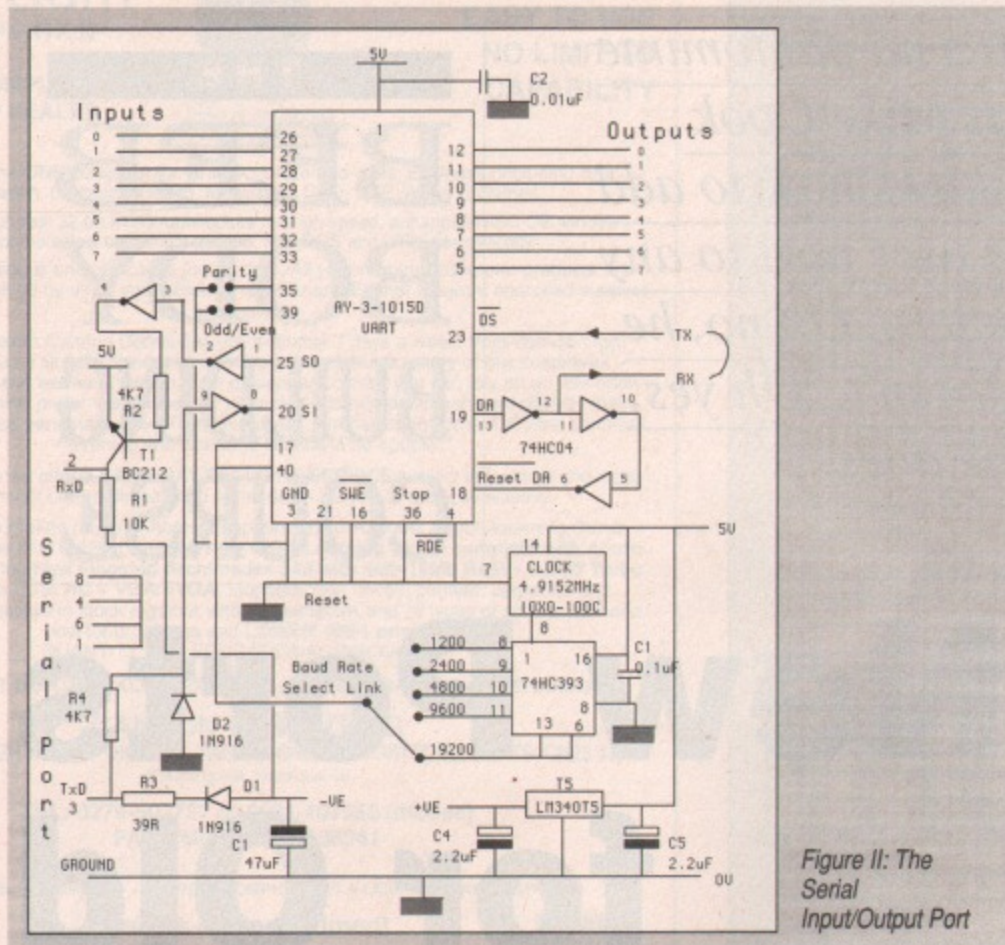 5V
C2
0.01uF
Inputs
Outputs
1
0
1
2
3
4
5
6
7
26
27
28
29
30
31
32
33
12
11
10
9
8
7
6
5
0
1
2
3
4
5
6
7
Parity
35
39
Odd/Even
AY-3-1015D
UART
DS
23
TX
RX
4
3
2
1
25 SO
9
8
20 SI
5V
4K7
R2
T1
BC212
2
RxD
R1
10K
17
40
19
DA
13
12
11
10
74HC04
Reset DA
18
6
5
GND
SWE
Stop
3
21
16
36
4
RDE
Reset
7
14
5V
CLOCK
4.9152MHz
IQXO-100C
8
Serial Port
8
4
6
1
R4
4K7
D2
1N916
Baud Rate
Select Link
1200
2400
4800
9600
19200
8
9
10
11
1
16
74HC393
8
13
6
C1
0.1uF
TxD
3
R3
39R
D1
1N916
-VE
C1
47uF
+VE
T5
LM340T5
C4
2.2uF
C5
2.2uF
GROUND
0V
Figure II: The
Serial
Input/Output Port